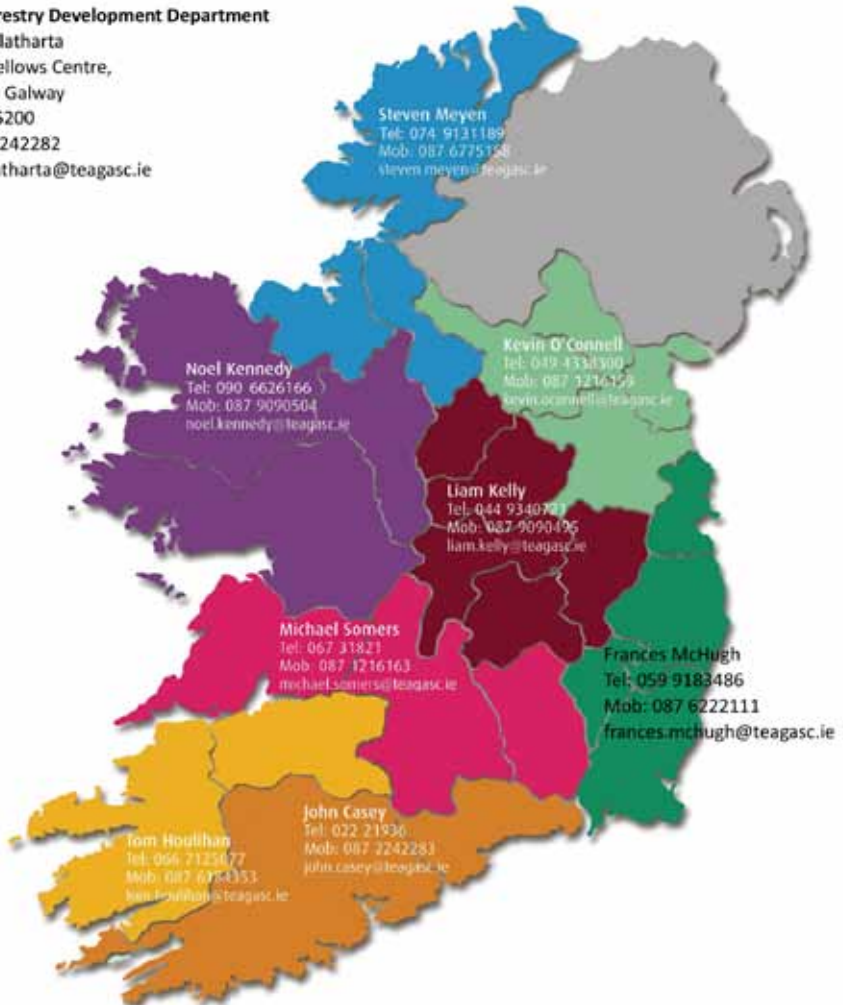 restry Development Department
latharta
ellows Centre,
Galway
5200
242282
atharta@teagasc.ie
Steven Meyen
Tel: 074 9131189
Mob: 087 6775158
steven.meyen@teagasc.ie
Noel Kennedy
Tel: 090 6626166
Mob: 087 9090504
noel.kennedy@teagasc.ie
Kevin O'Connell
Tel: 049 4338300
Mob: 087 1216159
kevin.oconnell@teagasc.ie
Liam Kelly
Tel: 044
Mob: 087 9090495
liam.kelly@teagasc.ie
Michael Somers
Tel: 067 31821
Mob: 087 1216163
michael.somers@teagasc.ie
Frances McHugh
Tel: 059 9183486
Mob: 087 6222111
frances.mchugh@teagasc.ie
John Casey
Tel: 022 21936
Mob: 087 2242283
john.casey@teagasc.ie
Tom Houlihan
Tel: 066
Mob: 087
tom.houlihan@teagasc.ie